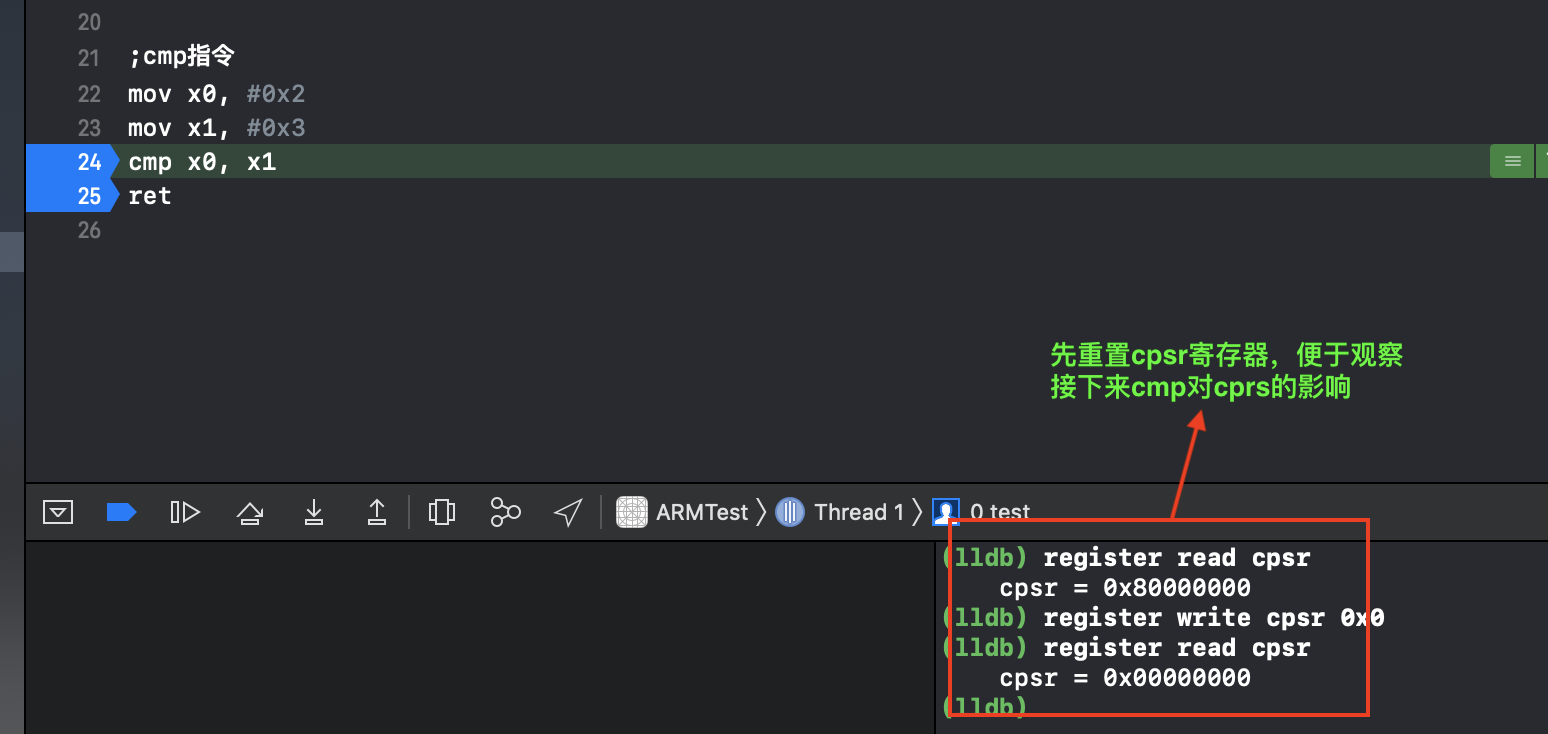 20
21 ;cmp指令
22 mov x0, #0x2
23 mov x1, #0x3
24 cmp x0, x1
25 ret
26
先重置cpsr寄存器，便于观察
接下来cmp对cprs的影响
ARMTest 〉 Thread 1 〉 0 test
(lldb) register read cpsr
cpsr = 0x80000000
(lldb) register write cpsr 0x0
(lldb) register read cpsr
cpsr = 0x00000000
(lldb)